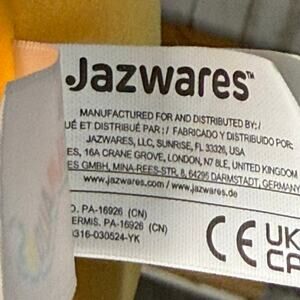 Jazwares™
MANUFACTURED FOR AND DISTRIBUTED BY:/
UÉ ET DISTRIBUÉ PAR:/ FABRICADO Y DISTRIBUIDO POR:
JAZWARES, LLC, SUNRISE, FL 33326, USA
ES, 16A CRANE GROVE, LONDON, N7 8LE, UNITED KINGDOM
ES GMBH, MINA-REES-STR. 8, 64295 DARMSTADT, GERMANY
www.jazwares.com / www.jazwares.de
O. PA-16926 (CN)
ERMIS. PA-16926 (CN)
0316-030524-YK
CE UK
CA